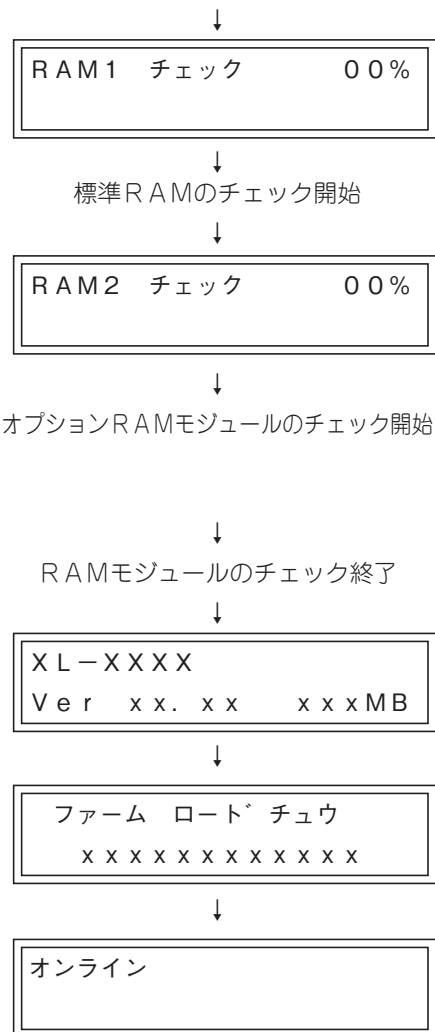 ↓
RAM1 チェック 00%
↓
標準RAMのチェック開始
↓
RAM2 チェック 00%
↓
オプションRAMモジュールのチェック開始
↓
RAMモジュールのチェック終了
↓
XL−XXXX
Ver xx.xx xxxMB
↓
ファーム ロード゛チュウ
xxxxxxxxxxxx
↓
オンライン